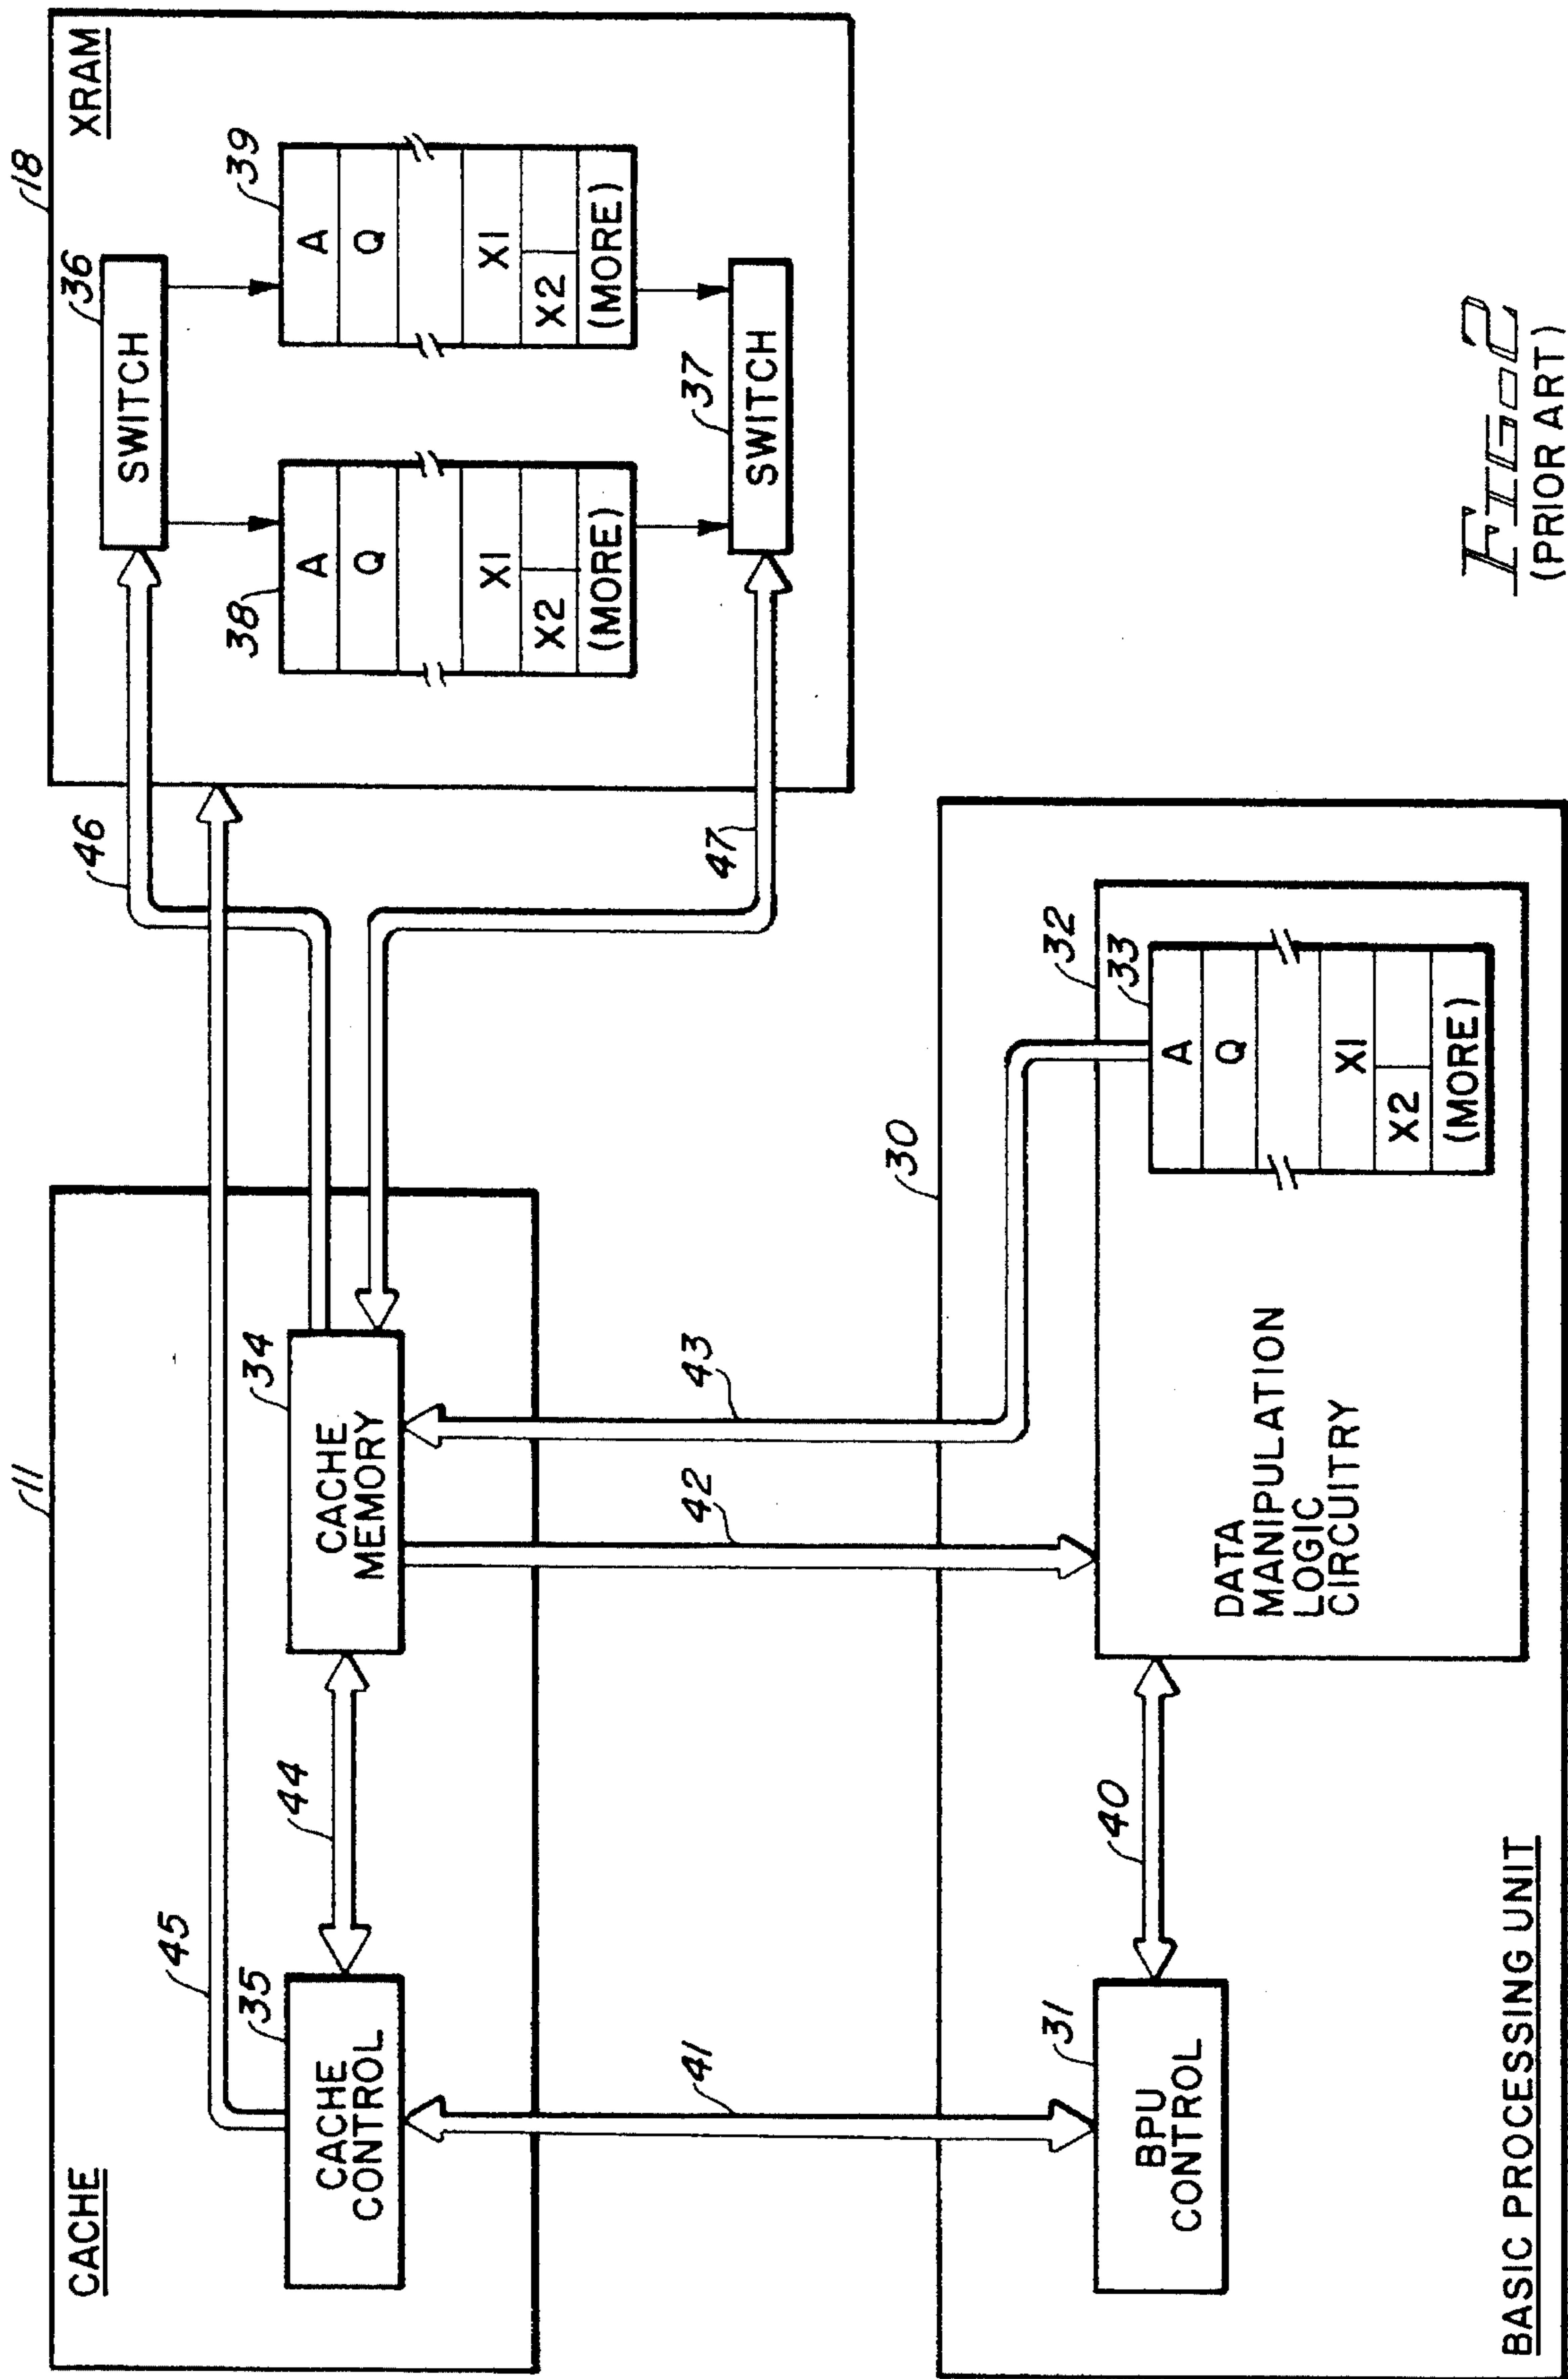 11
CACHE
45
35
CACHE
CONTROL
44
34
CACHE
MEMORY
46
47
18
XRAM
36
SWITCH
38
A
Q
X1
X2
(MORE)
39
A
Q
X1
X2
(MORE)
37
SWITCH
41
42
43
30
31
BPU
CONTROL
40
32
33
A
Q
X1
X2
(MORE)
DATA
MANIPULATION
LOGIC
CIRCUITRY
BASIC PROCESSING UNIT
FIG-2
(PRIOR ART)